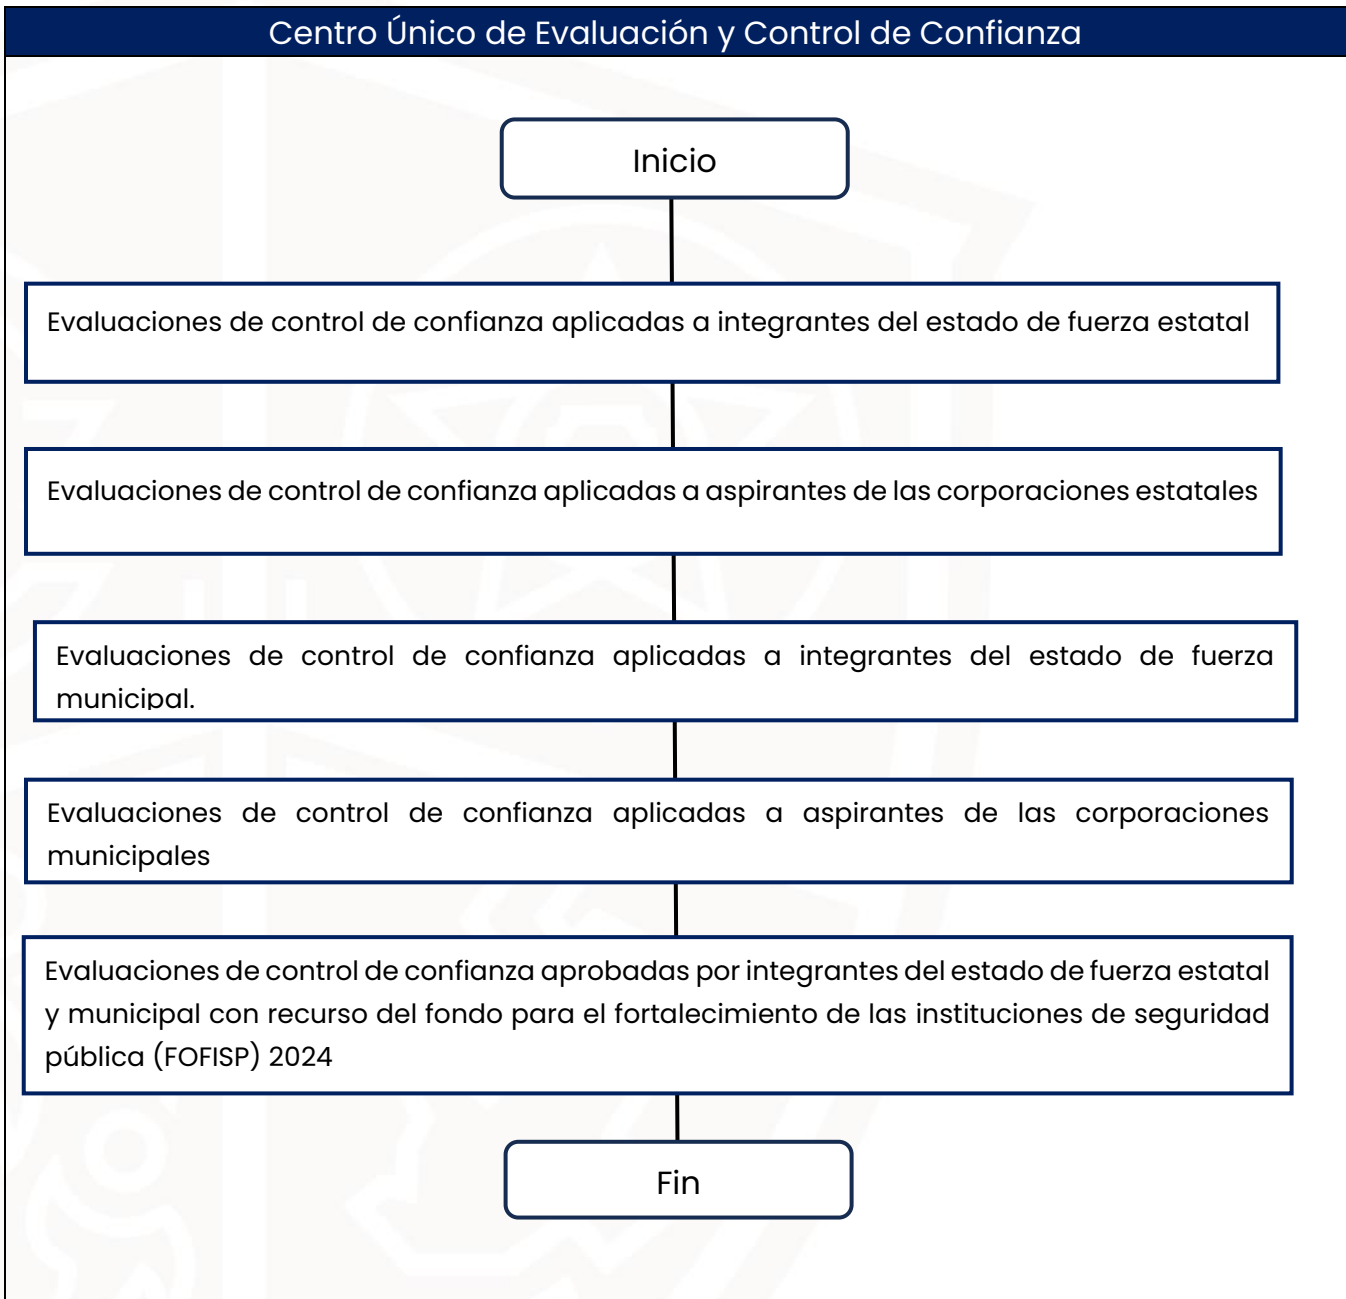 Centro Único de Evaluación y Control de Confianza
Inicio
Evaluaciones de control de confianza aplicadas a integrantes del estado de fuerza estatal
Evaluaciones de control de confianza aplicadas a aspirantes de las corporaciones estatales
Evaluaciones de control de confianza aplicadas a integrantes del estado de fuerza
municipal.
Evaluaciones de control de confianza aplicadas a aspirantes de las corporaciones
municipales
Evaluaciones de control de confianza aprobadas por integrantes del estado de fuerza estatal
y municipal con recurso del fondo para el fortalecimiento de las instituciones de seguridad
pública (FOFISP) 2024
Fin